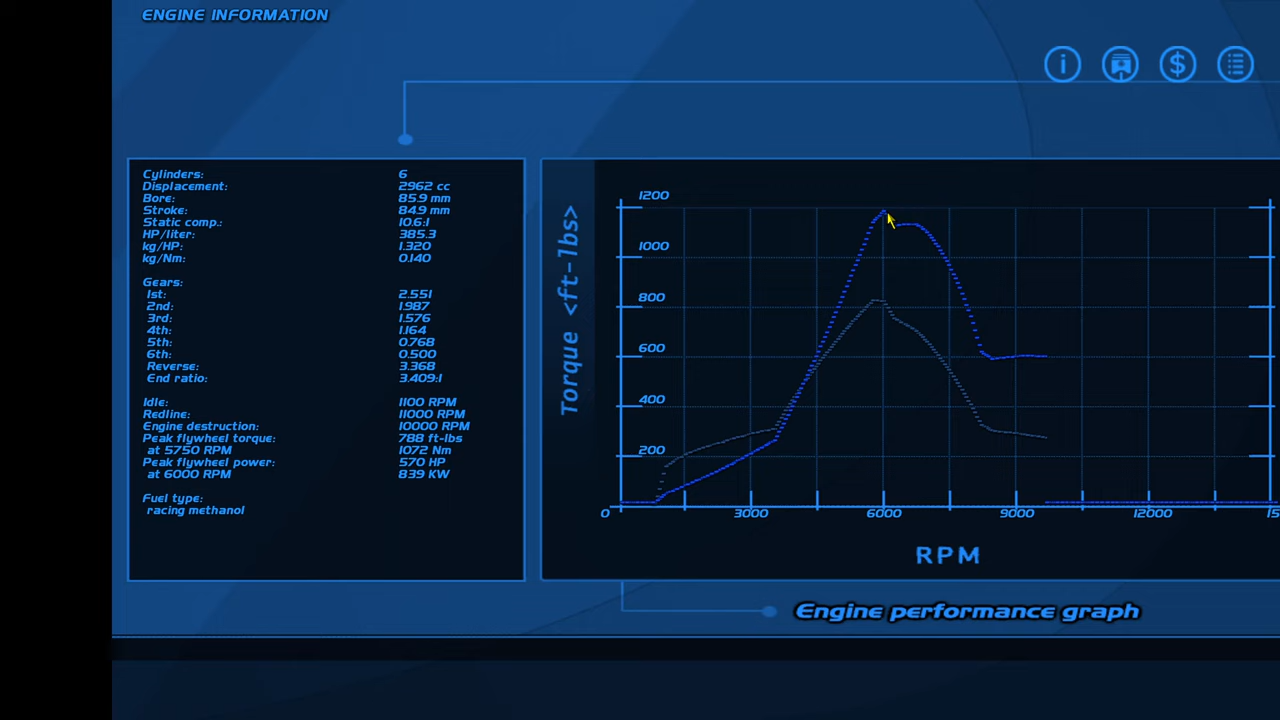 ENGINE INFORMATION
Cylinders: 6
Displacement: 2962 cc
Bore: 85.9 mm
Stroke: 84.9 mm
Static comp.: 10.6:1
HP/liter: 385.3
kg/HP: 1.320
kg/Nm: 0.140
Gears:
1st: 2.551
2nd: 1.987
3rd: 1.576
4th: 1.164
5th: 0.768
6th: 0.500
Reverse: 3.368
End ratio: 3.409:1
Idle: 1100 RPM
Redline: 11000 RPM
Engine destruction: 10000 RPM
Peak flywheel torque: 788 ft-lbs
at 5750 RPM 1072 Nm
Peak flywheel power: 570 HP
at 6000 RPM 839 KW
Fuel type:
racing methanol
Torque <ft-lbs>
1200
1000
800
600
400
200
0 3000 6000 9000 12000 15
RPM
Engine performance graph